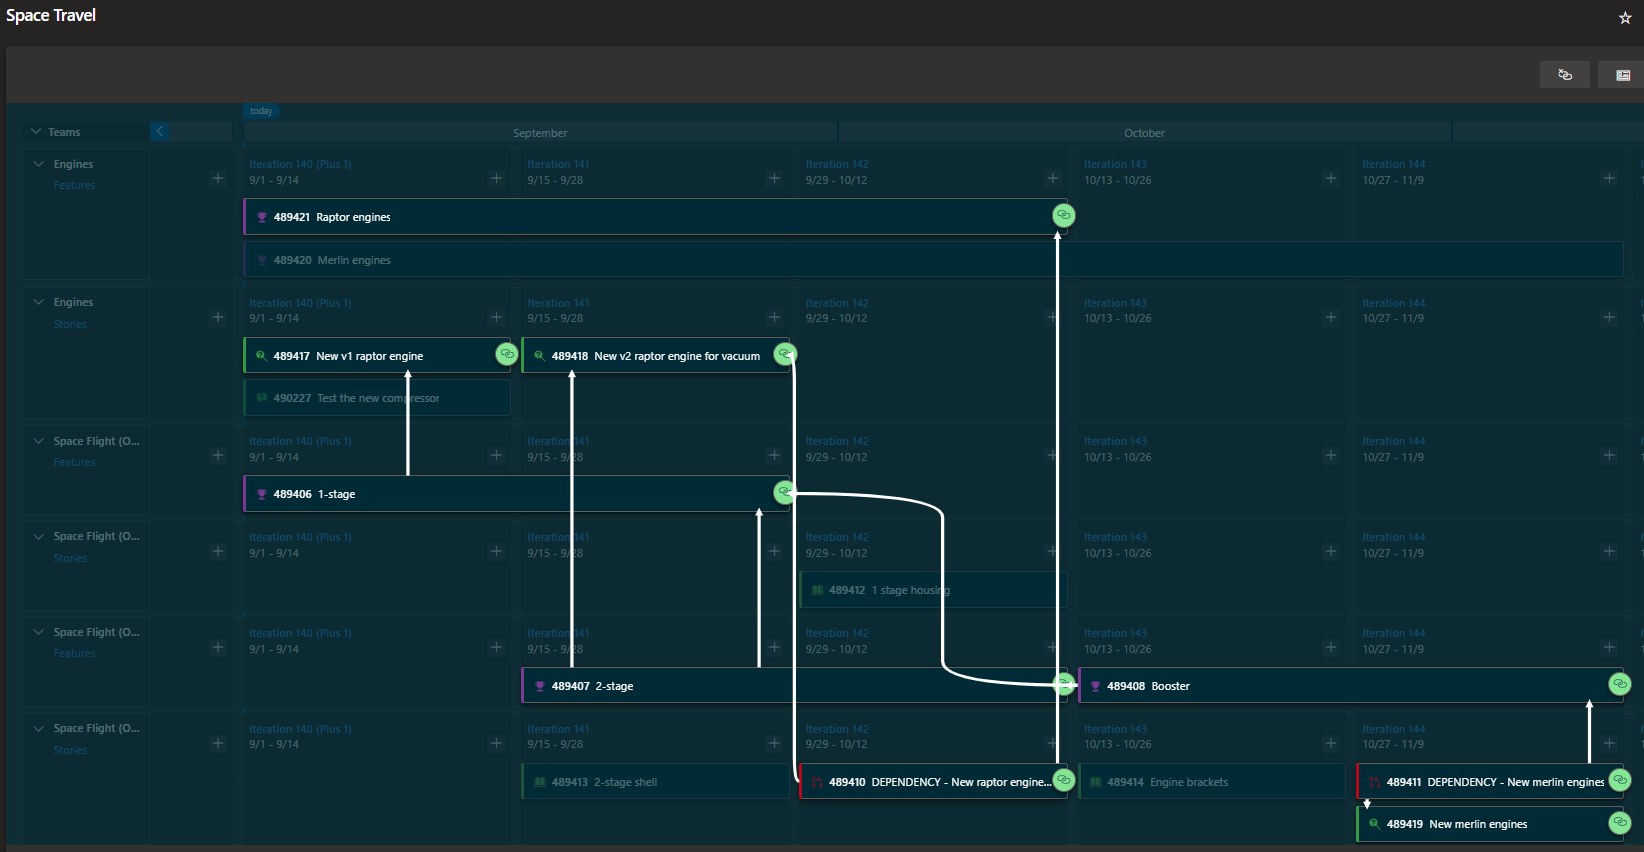 Space Travel
today
Teams
September
October
Engines
Features
Iteration 140 (Plus 1)
9/1 - 9/14
Iteration 141
9/15 - 9/28
Iteration 142
9/29 - 10/12
Iteration 143
10/13 - 10/26
Iteration 144
10/27 - 11/9
489421 Raptor engines
489420 Merlin engines
Engines
Stories
Iteration 140 (Plus 1)
9/1 - 9/14
Iteration 141
9/15 - 9/28
Iteration 142
9/29 - 10/12
Iteration 143
10/13 - 10/26
Iteration 144
10/27 - 11/9
489417 New v1 raptor engine
489418 New v2 raptor engine for vacuum
490227 Test the new compressor
Space Flight (O...
Features
Iteration 140 (Plus 1)
9/1 - 9/14
Iteration 141
9/15 - 9/28
Iteration 142
9/29 - 10/12
Iteration 143
10/13 - 10/26
Iteration 144
10/27 - 11/9
489406 1-stage
Space Flight (O...
Stories
Iteration 140 (Plus 1)
9/1 - 9/14
Iteration 141
9/15 - 9/28
Iteration 142
9/29 - 10/12
Iteration 143
10/13 - 10/26
Iteration 144
10/27 - 11/9
489412 1 stage housing
Space Flight (O...
Features
Iteration 140 (Plus 1)
9/1 - 9/14
Iteration 141
9/15 - 9/28
Iteration 142
9/29 - 10/12
Iteration 143
10/13 - 10/26
Iteration 144
10/27 - 11/9
489407 2-stage
489408 Booster
Space Flight (O...
Stories
Iteration 140 (Plus 1)
9/1 - 9/14
Iteration 141
9/15 - 9/28
Iteration 142
9/29 - 10/12
Iteration 143
10/13 - 10/26
Iteration 144
10/27 - 11/9
489413 2-stage shell
489410 DEPENDENCY - New raptor engine...
489414 Engine brackets
489411 DEPENDENCY - New merlin engines
489419 New merlin engines